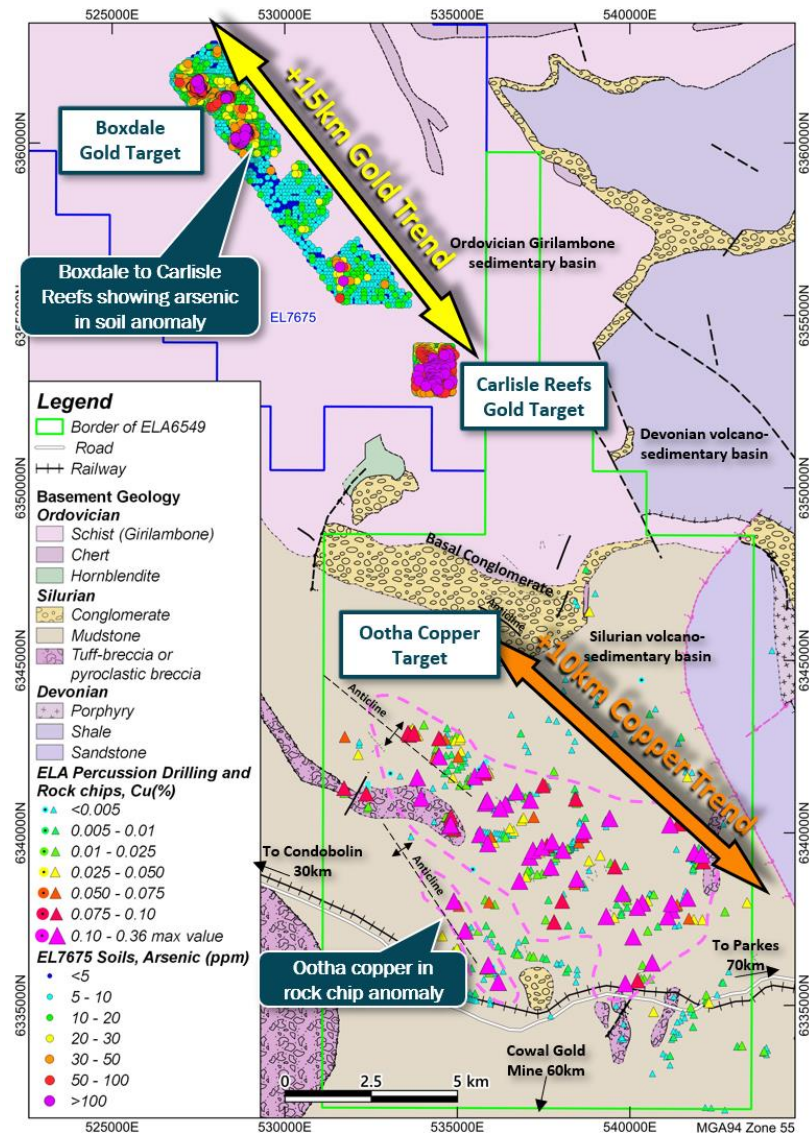 525000E
530000E
535000E
540000E
6360000N
6355000N
6350000N
6345000N
6340000N
6335000N
+15km Gold Trend
Boxdale
Gold Target
Ordovician Girilambone
sedimentary basin
Boxdale to Carlisle
Reefs showing arsenic
in soil anomaly
EL7675
6355000N
Carlisle Reefs
Gold Target
Devonian volcano-
sedimentary basin
Legend
Border of ELA6549
Road
Railway
Basement Geology
Ordovician
Schist (Girilambone)
Chert
Hornblendite
Silurian
Conglomerate
Mudstone
Tuff-breccia or
pyroclastic breccia
Devonian
Porphyry
Shale
Sandstone
ELA Percussion Drilling and
Rock chips, Cu(%)
<0.005
0.005 - 0.01
0.01 - 0.025
0.025 - 0.050
0.050 - 0.075
0.075 - 0.10
0.10 - 0.36 max value
EL7675 Soils, Arsenic (ppm)
<5
5 - 10
10 - 20
20 - 30
30 - 50
50 - 100
>100
6350000N
Basal Conglomerate
Anticline
Ootha Copper
Target
Silurian volcano-
sedimentary basin
6345000N
+10km Copper Trend
Anticline
6340000N
To Condobolin
30km
Anticline
To Parkes
70km
Ootha copper in
rock chip anomaly
6335000N
Cowal Gold
Mine 60km
0
2.5
5 km
MGA94 Zone 55
525000E
530000E
535000E
540000E